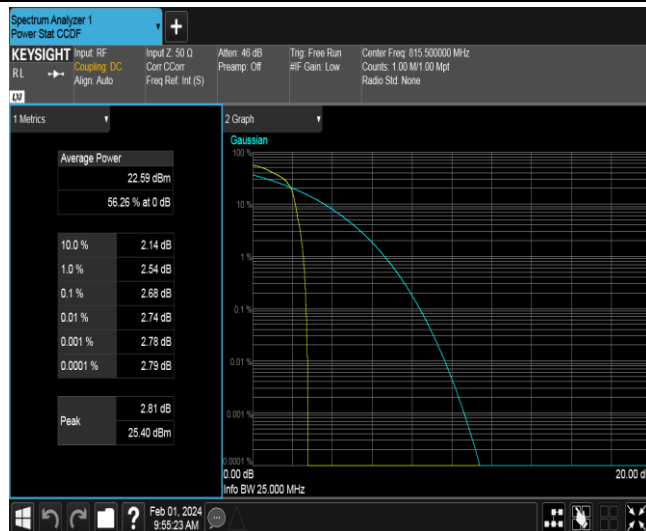 Spectrum Analyzer 1
Power Stat CCDF
KEYSIGHT
RL
Input: RF
Coupling: DC
Align: Auto
Input Z: 50 Ω
Corr CCorr
Freq Ref: Int (S)
Atten: 46 dB
Preamp: Off
Trig: Free Run
#IF Gain: Low
Center Freq: 815.500000 MHz
Counts: 1.00 M/1.00 Mpt
Radio Std: None
1 Metrics
Average Power
22.59 dBm
56.26 % at 0 dB
10.0 % 2.14 dB
1.0 % 2.54 dB
0.1 % 2.68 dB
0.01 % 2.74 dB
0.001 % 2.78 dB
0.0001 % 2.79 dB
Peak 2.81 dB
25.40 dBm
2 Graph
Gaussian
100 %
10 %
1 %
0.1 %
0.01 %
0.001 %
0.0001 %
0.00 dB
20.00 d
Info BW 25.000 MHz
Feb 01, 2024
9:55:23 AM